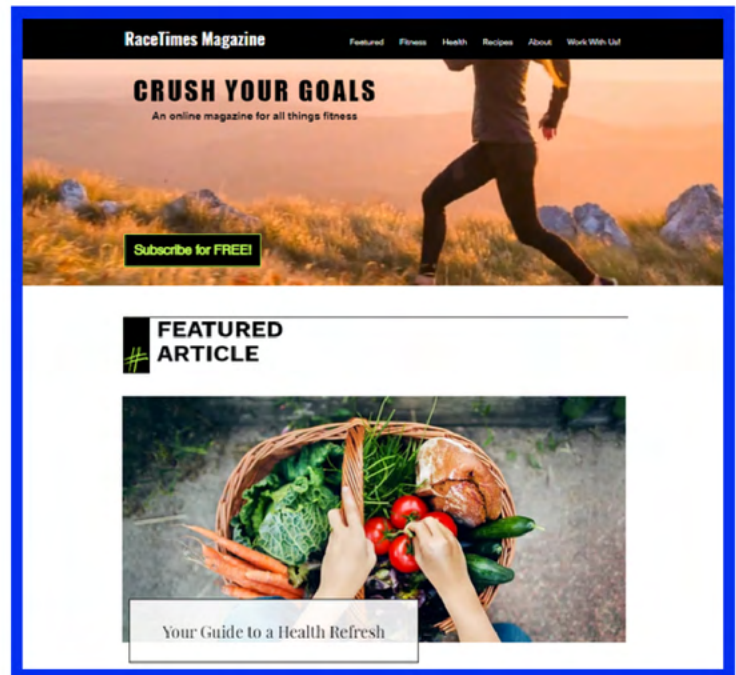 RaceTimes Magazine
Featured Fitness Health Recipes About Work With Us!
CRUSH YOUR GOALS
An online magazine for all things fitness
Subscribe for FREE!
#
FEATURED
ARTICLE
Your Guide to a Health Refresh